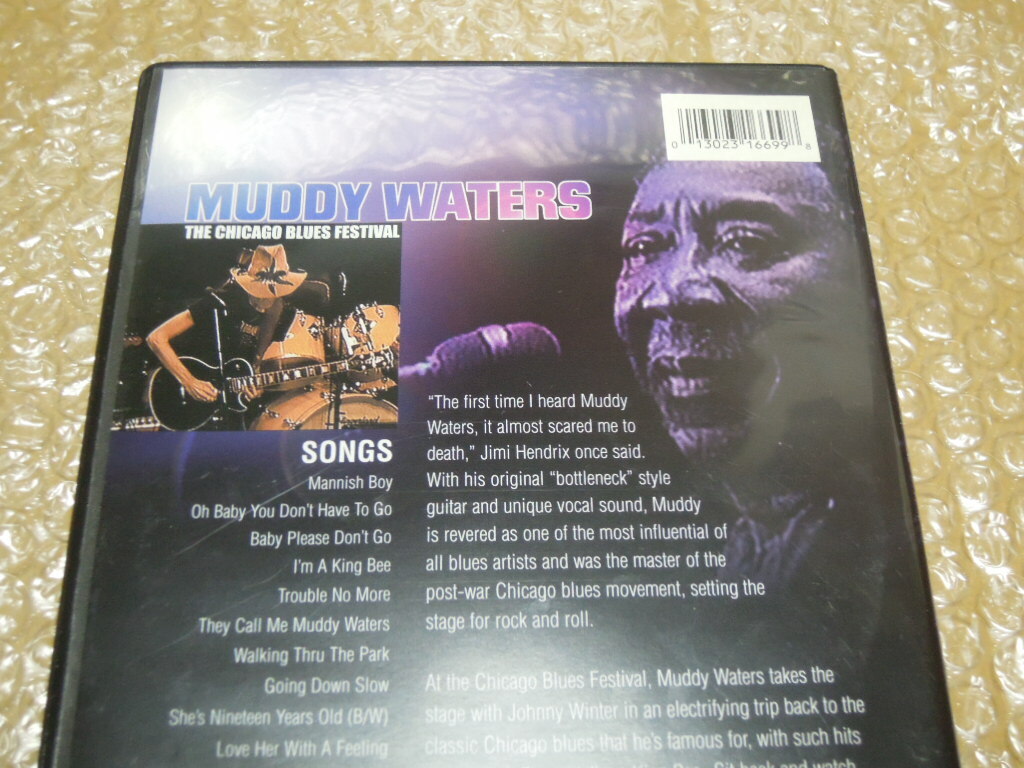 0 13023 16699 8
MUDDY WATERS
THE CHICAGO BLUES FESTIVAL
SONGS
Mannish Boy
Oh Baby You Don't Have To Go
Baby Please Don't Go
I'm A King Bee
Trouble No More
They Call Me Muddy Waters
Walking Thru The Park
Going Down Slow
She's Nineteen Years Old (B/W)
Love Her With A Feeling
“The first time I heard Muddy
Waters, it almost scared me to
death,” Jimi Hendrix once said.
With his original “bottleneck” style
guitar and unique vocal sound, Muddy
is revered as one of the most influential of
all blues artists and was the master of the
post-war Chicago blues movement, setting the
stage for rock and roll.
At the Chicago Blues Festival, Muddy Waters takes the
stage with Johnny Winter in an electrifying trip back to the
classic Chicago blues that he's famous for, with such hits
Sit back and watch